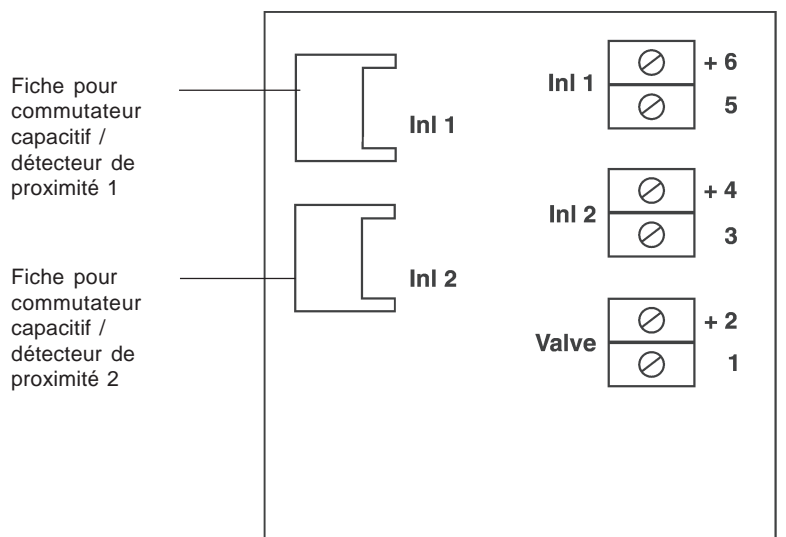 Fiche pour
commutateur
capacitif /
détecteur de
proximité 1
Inl 1
Fiche pour
commutateur
capacitif /
détecteur de
proximité 2
Inl 2
Inl 1
+ 6
5
Inl 2
+ 4
3
Valve
+ 2
1